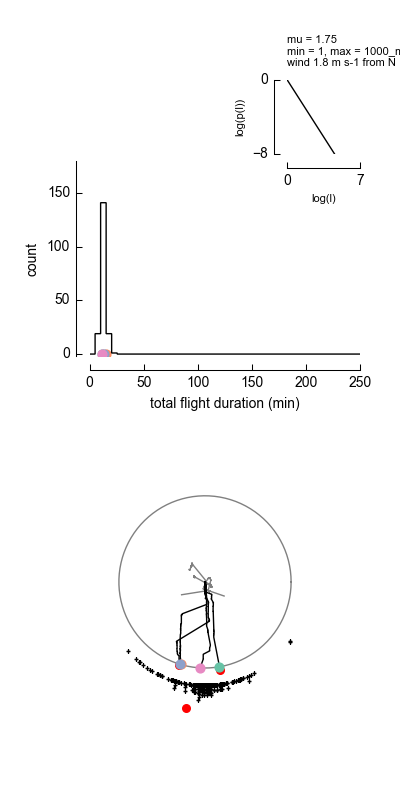 mu = 1.75
min = 1, max = 1000_m
wind 1.8 m s-1 from N
0
log(p(l))
−8
0 7
log(l)
150
100
50
0
count
0 50 100 150 200 250
total flight duration (min)